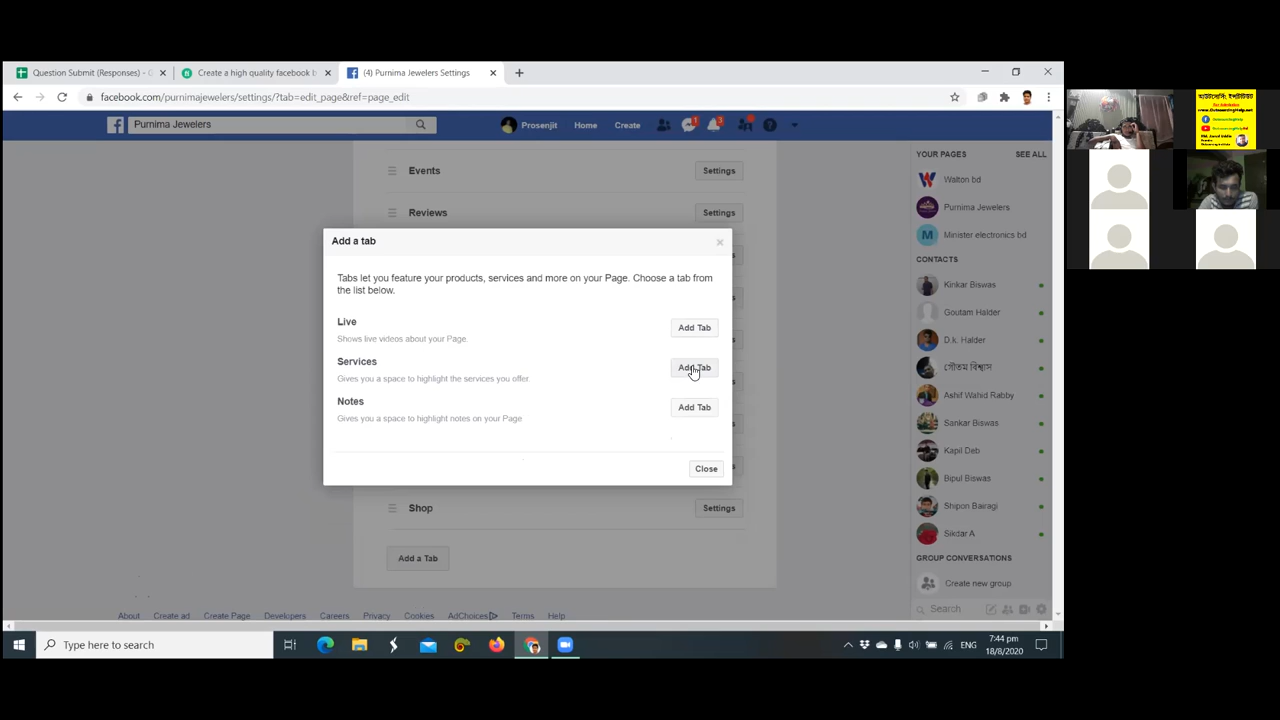 Question Submit (Responses) - G
Create a high quality facebook b
(4) Purnima Jewelers Settings
facebook.com/purnimajewelers/settings/?tab=edit_page&ref=page_edit
Purnima Jewelers
Prosenjit
Home
Create
1
3
Events
Settings
Reviews
Settings
Add a tab
Tabs let you feature your products, services and more on your Page. Choose a tab from
the list below.
Live
Add Tab
Shows live videos about your Page.
Services
Add Tab
Gives you a space to highlight the services you offer.
Notes
Add Tab
Gives you a space to highlight notes on your Page
Close
Shop
Settings
Add a Tab
About
Create ad
Create Page
Developers
Careers
Privacy
Cookies
AdChoices
Terms
Help
YOUR PAGES
SEE ALL
Walton bd
Purnima Jewelers
Minister electronics bd
CONTACTS
Kinkar Biswas
Goutam Halder
D.k. Halder
গৌতম বিশ্বাস
Ashif Wahid Rabby
Sankar Biswas
Kapil Deb
Bipul Biswas
Shipon Bairagi
Sikdar A
GROUP CONVERSATIONS
Create new group
Search
Type here to search
ENG
7:44 pm
18/8/2020